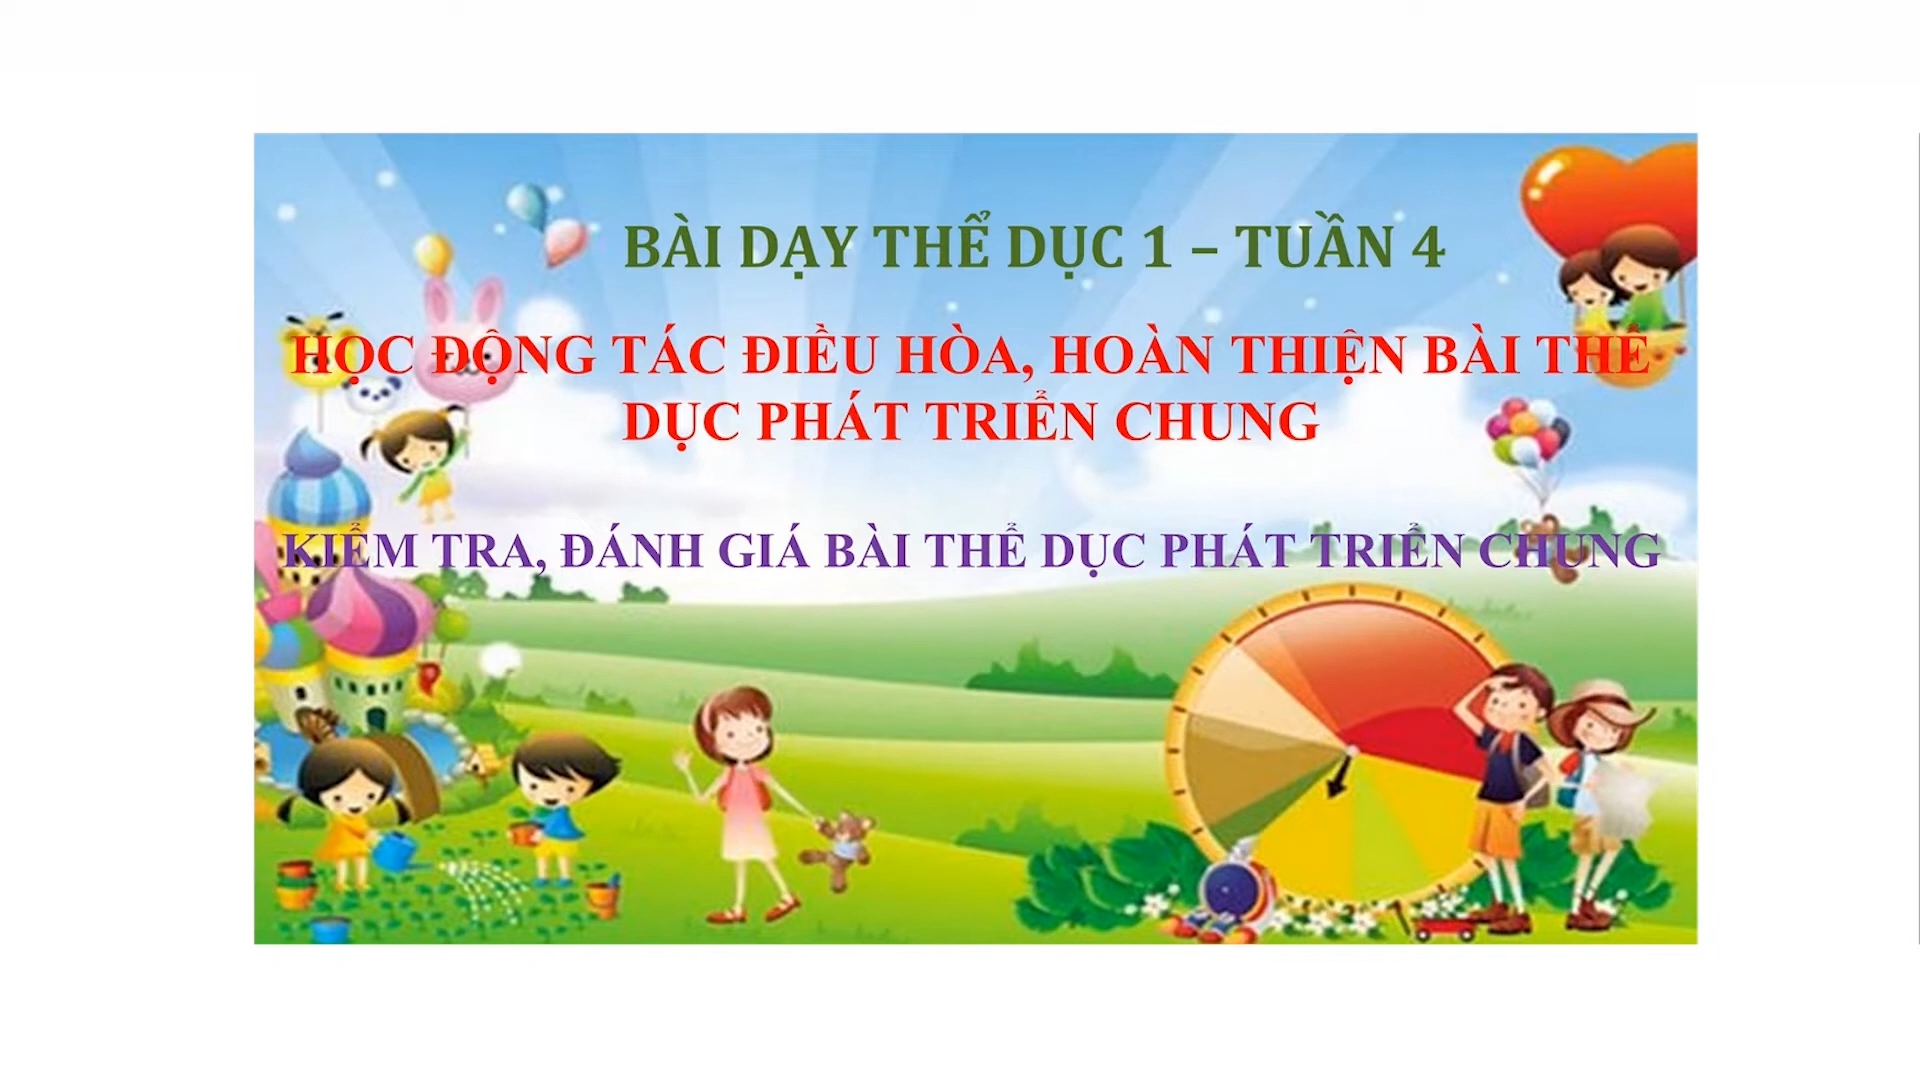 BÀI DẠY THỂ DỤC 1 – TUẦN 4
HỌC ĐỘNG TÁC ĐIỀU HÒA, HOÀN THIỆN BÀI THỂ
DỤC PHÁT TRIỂN CHUNG
KIỂM TRA, ĐÁNH GIÁ BÀI THỂ DỤC PHÁT TRIỂN CHUNG